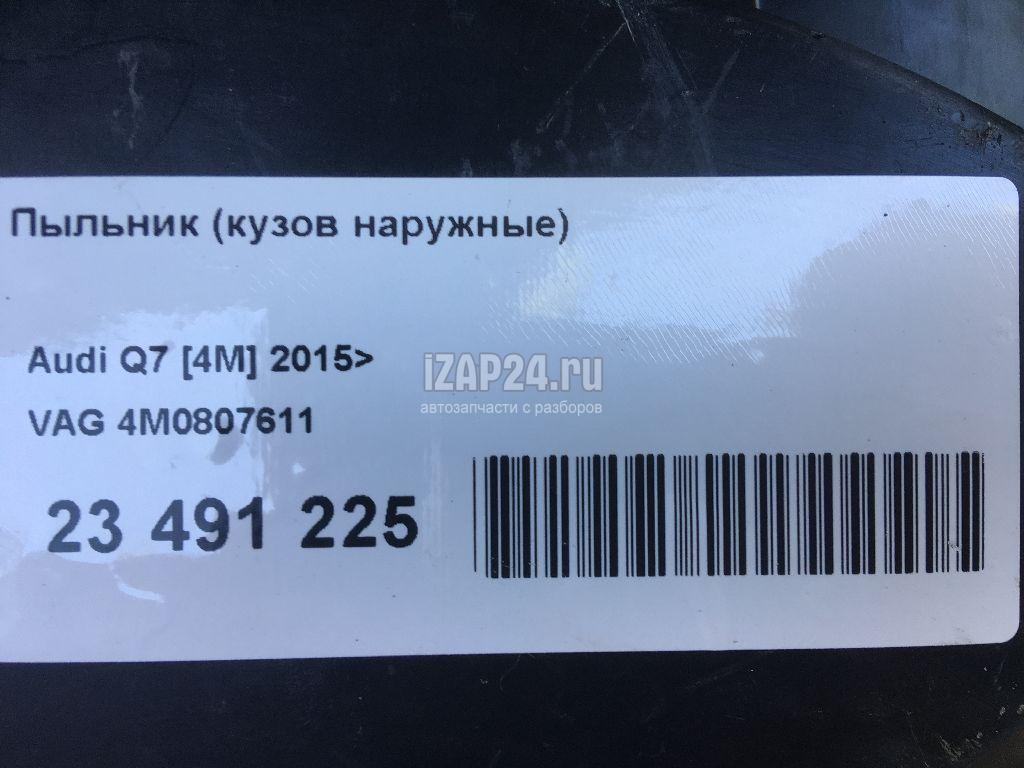 Пыльник (кузов наружные)
Audi Q7 [4M] 2015>
iZAP24.ru
автозапчасти с разборов
VAG 4M0807611
23 491 225